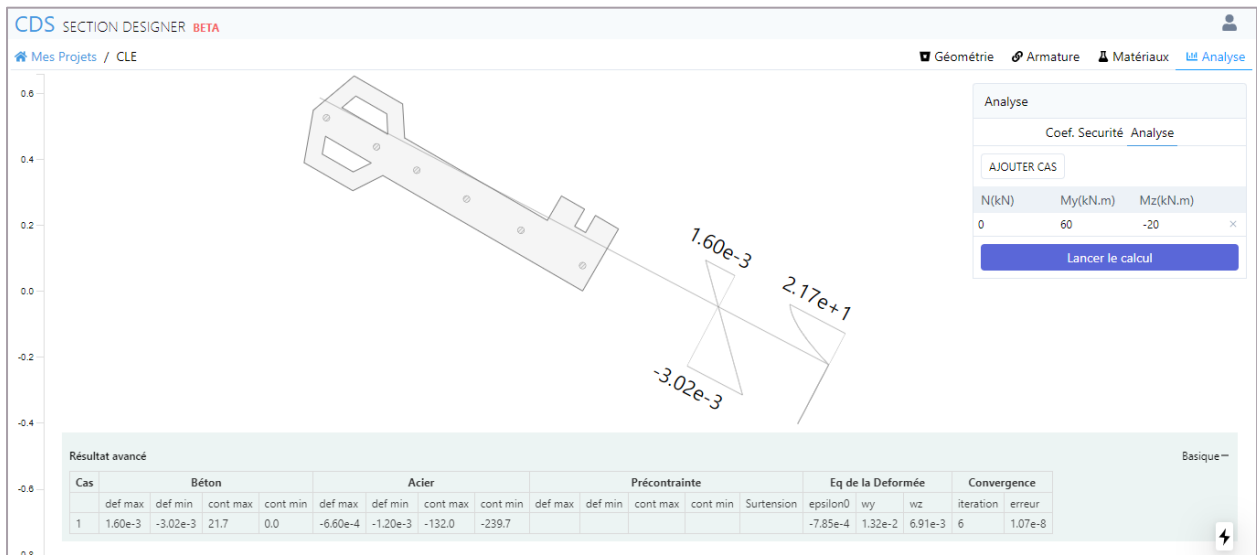 CDS SECTION DESIGNER BETA
Mes Projets / CLE
Géométrie Armature Matériaux Analyse
0.6
0.4
0.2
0.0
-0.2
-0.4
-0.6
-0.8
1.60e-3
2.17e+1
-3.02e-3
Analyse
Coef. Securité Analyse
AJOUTER CAS
N(kN) My(kN.m) Mz(kN.m)
0 60 -20 ×
Lancer le calcul
Résultat avancé Basique
Cas Béton Acier Précontrainte Eq de la Deformée Convergence
def max def min cont max cont min def max def min cont max cont min def max def min cont max cont min Surtension epsilon0 wy wz iteration erreur
1 1.60e-3 -3.02e-3 21.7 0.0 -6.60e-4 -1.20e-3 -132.0 -239.7 -7.85e-4 1.32e-2 6.91e-3 6 1.07e-8